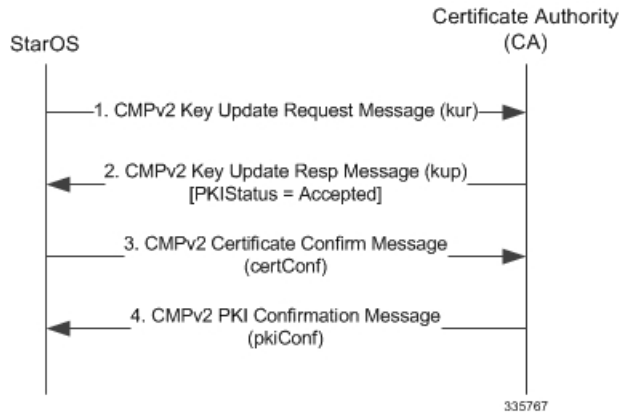 Certificate Authority
(CA)
StarOS
1. CMPv2 Key Update Request Message (kur)
2. CMPv2 Key Update Resp Message (kup)
[PKIStatus = Accepted]
3. CMPv2 Certificate Confirm Message
(certConf)
4. CMPv2 PKI Confirmation Message
(pkiConf)
335767